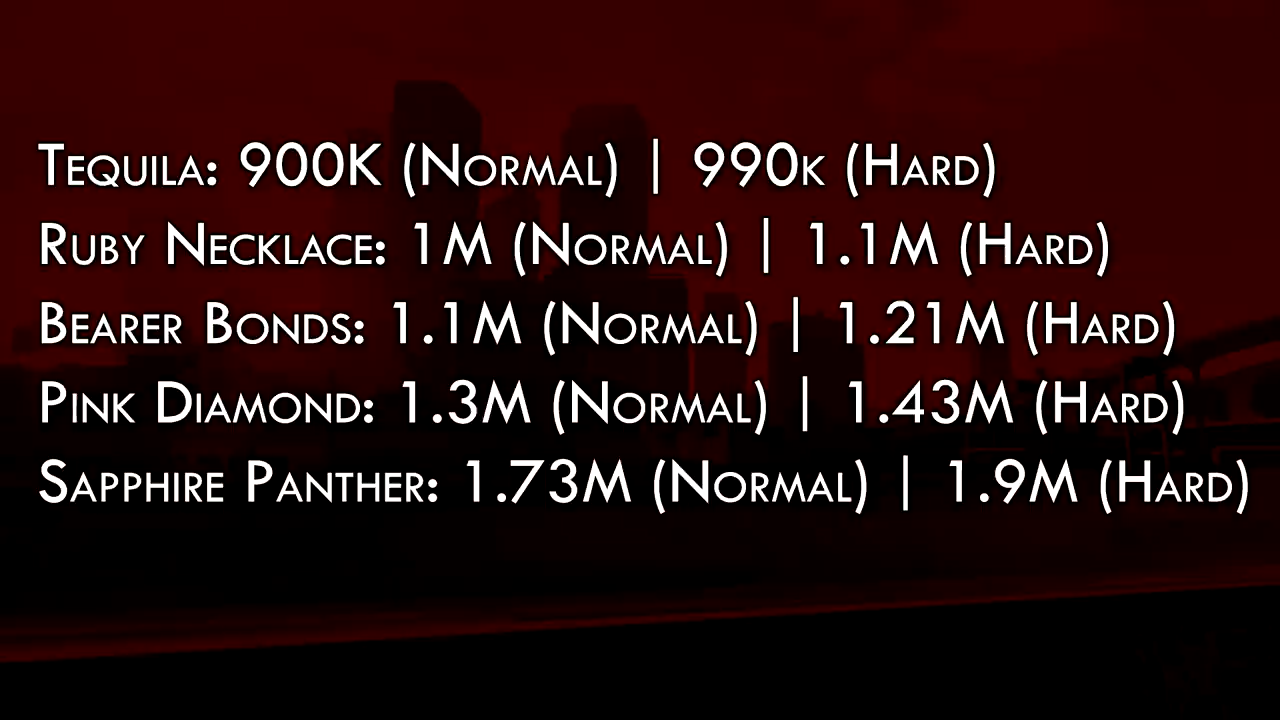 Tequila: 900K (Normal) | 990k (Hard)
Ruby Necklace: 1M (Normal) | 1.1M (Hard)
Bearer Bonds: 1.1M (Normal) | 1.21M (Hard)
Pink Diamond: 1.3M (Normal) | 1.43M (Hard)
Sapphire Panther: 1.73M (Normal) | 1.9M (Hard)